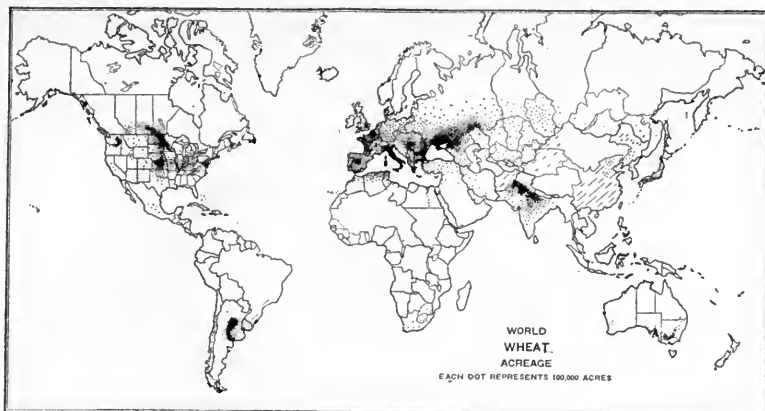 WORLD
WHEAT
ACREAGE
EACH DOT REPRESENTS 100,000 ACRES